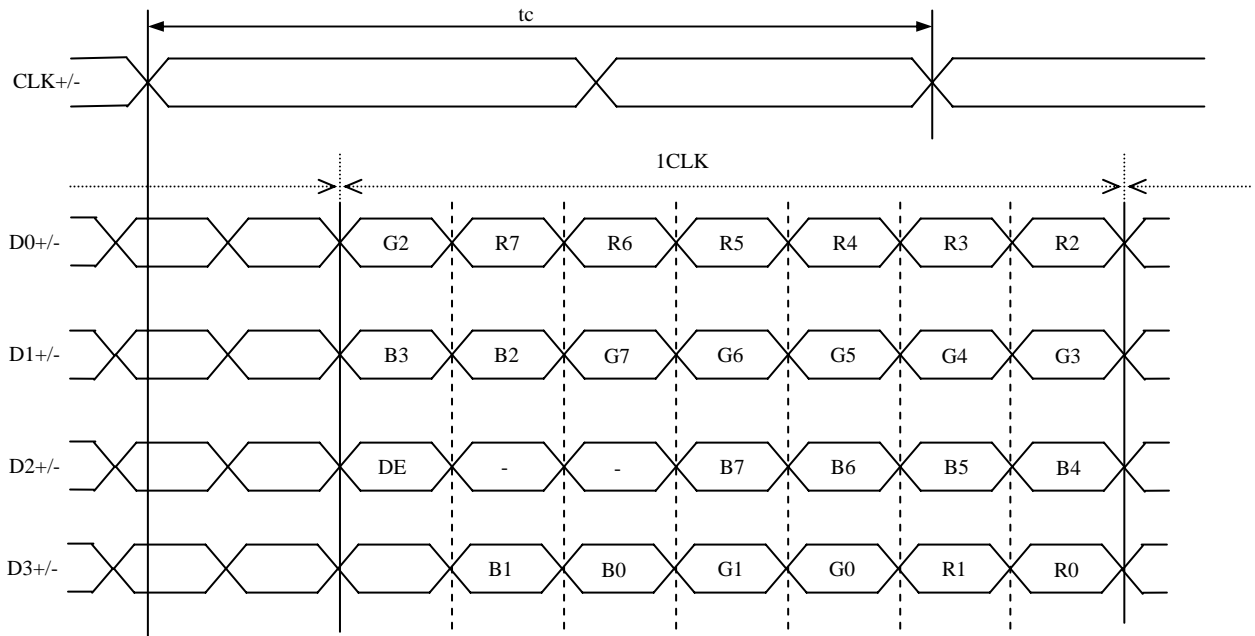 tc
CLK+/-
1CLK
D0+/- G2 R7 R6 R5 R4 R3 R2
D1+/- B3 B2 G7 G6 G5 G4 G3
D2+/- DE - - B7 B6 B5 B4
D3+/- B1 B0 G1 G0 R1 R0